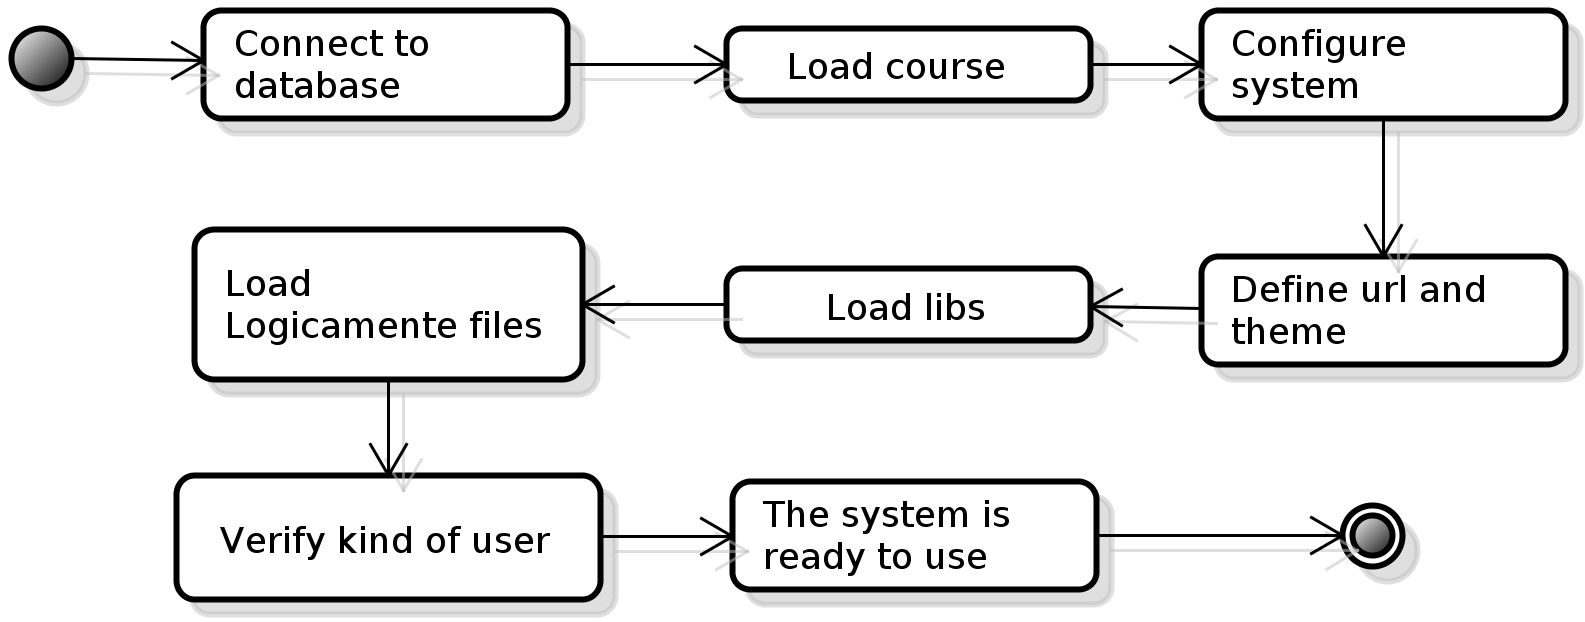 Connect to
database
Load course
Configure
system
Define url and
theme
Load libs
Load
Logicamente files
Verify kind of user
The system is
ready to use